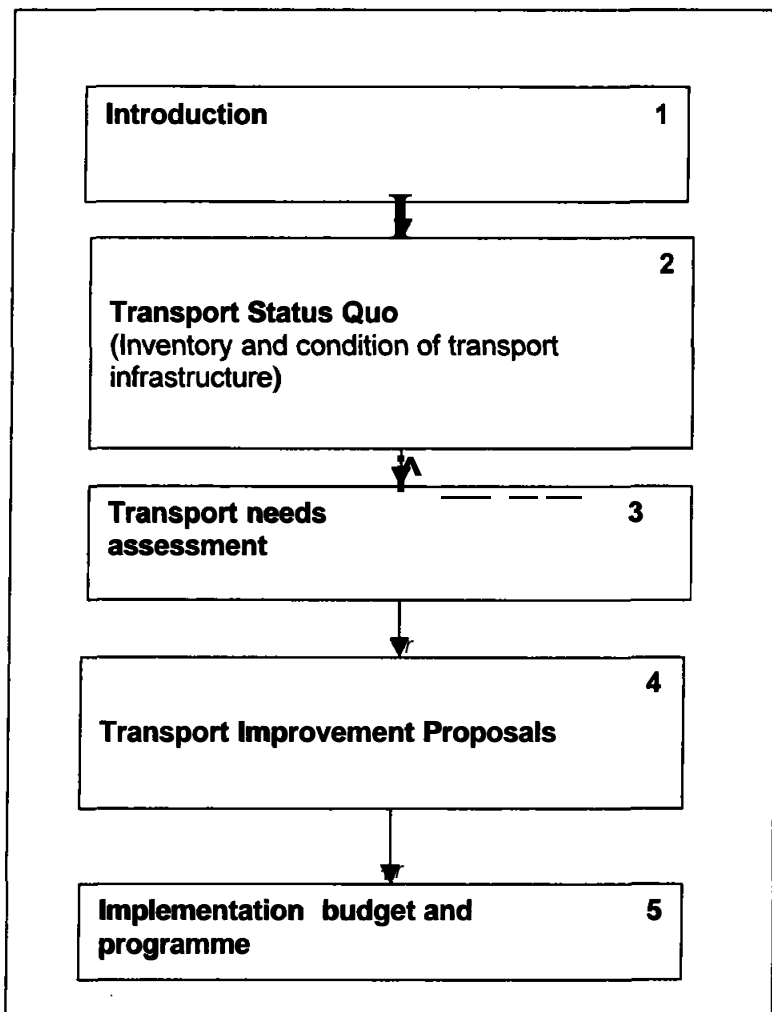 Introduction 1
2
Transport Status Quo
(Inventory and condition of transport
infrastructure)
Transport needs 3
assessment
4
Transport Improvement Proposals
Implementation budget and 5
programme